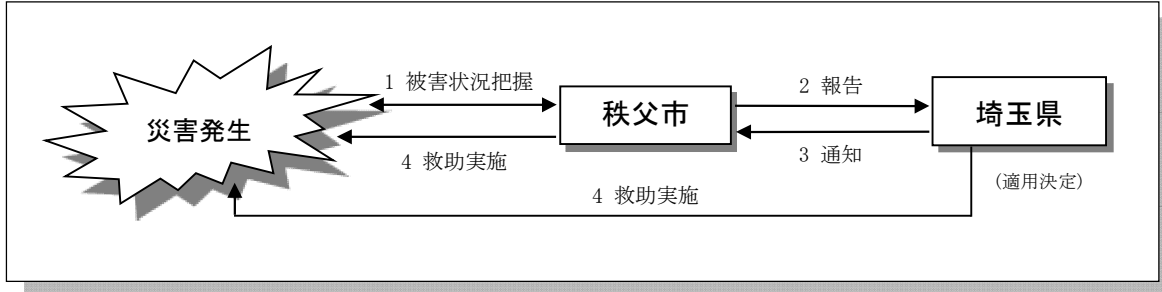 1 被害状況把握
2 報告
災害発生
秩父市
埼玉県
4 救助実施
3 通知
(適用決定)
4 救助実施